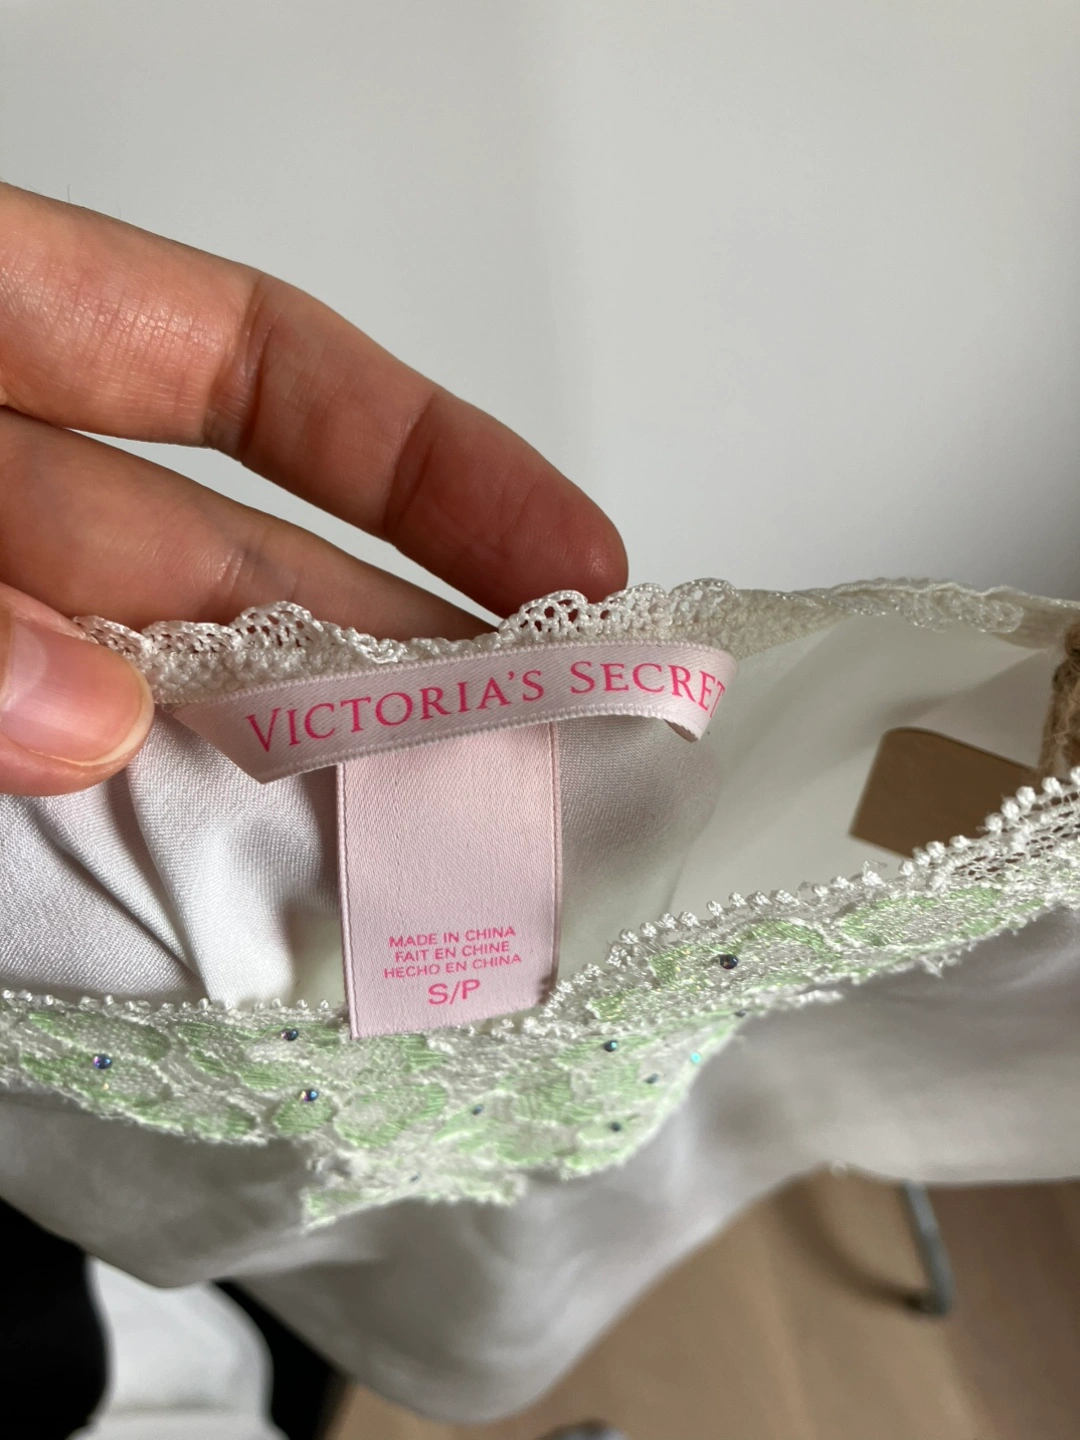 VICTORIA'S SECRET
MADE IN CHINA
FAIT EN CHINE
HECHO EN CHINA
S/P